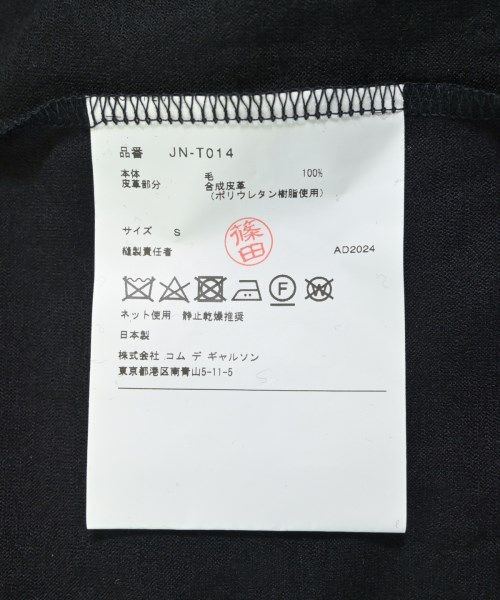 品番 JN-T014
本体 毛 100%
皮革部分 合成皮革
(ポリウレタン樹脂使用)
サイズ S
篠田
縫製責任者 AD2024
ネット使用 静止乾燥推奨
日本製
株式会社 コム デ ギャルソン
東京都港区南青山5-11-5